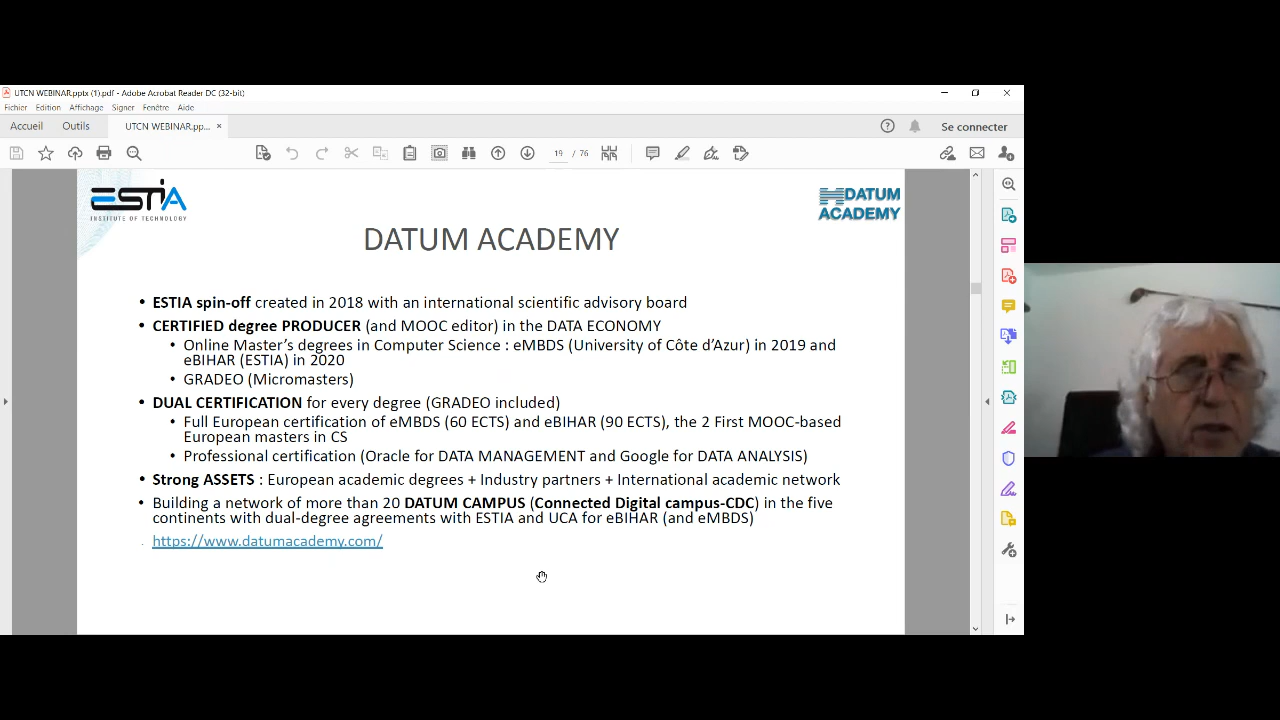 UTCN WEBINAR.pptx (1).pdf - Adobe Acrobat Reader DC (32-bit)
Fichier Edition Affichage Signer Fenêtre Aide
Accueil Outils UTCN WEBINAR.pp... × Se connecter
19 / 76
ESTIA
INSTITUTE OF TECHNOLOGY
DATUM
ACADEMY
DATUM ACADEMY
• ESTIA spin-off created in 2018 with an international scientific advisory board
• CERTIFIED degree PRODUCER (and MOOC editor) in the DATA ECONOMY
• Online Master's degrees in Computer Science : eMBDS (University of Côte d'Azur) in 2019 and
eBIHAR (ESTIA) in 2020
• GRADEO (Micromasters)
• DUAL CERTIFICATION for every degree (GRADEO included)
• Full European certification of eMBDS (60 ECTS) and eBIHAR (90 ECTS), the 2 First MOOC-based
European masters in CS
• Professional certification (Oracle for DATA MANAGEMENT and Google for DATA ANALYSIS)
• Strong ASSETS : European academic degrees + Industry partners + International academic network
• Building a network of more than 20 DATUM CAMPUS (Connected Digital campus-CDC) in the five
continents with dual-degree agreements with ESTIA and UCA for eBIHAR (and eMBDS)
https://www.datumacademy.com/